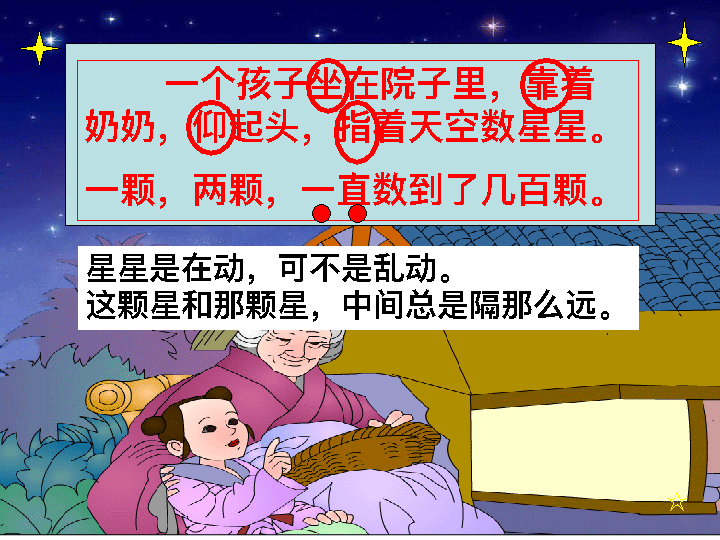 一个孩子坐在院子里，靠着
奶奶，仰起头，指着天空数星星。
一颗，两颗，一直数到了几百颗。
星星是在动，可不是乱动。
这颗星和那颗星，中间总是隔那么远。